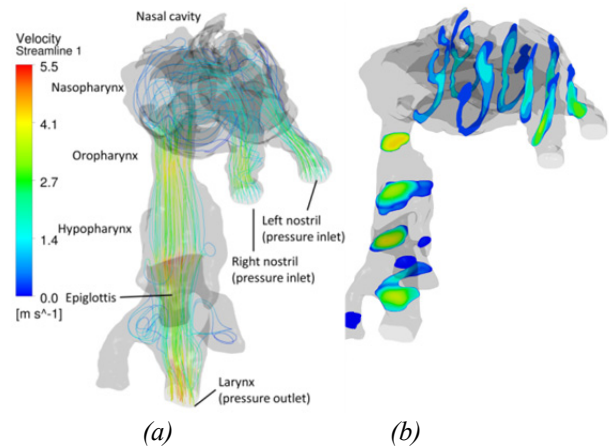 Nasal cavity
(b)
Velocity
Streamline 1
5.5
Nasopharynx
4.1
Oropharynx
2.7
Hypopharynx
Left nostril
(pressure inlet)
1.4
Right nostril
(pressure inlet)
Epiglottis
0.0
[m s^-1]
Larynx
(pressure outlet)
(a)
(b)